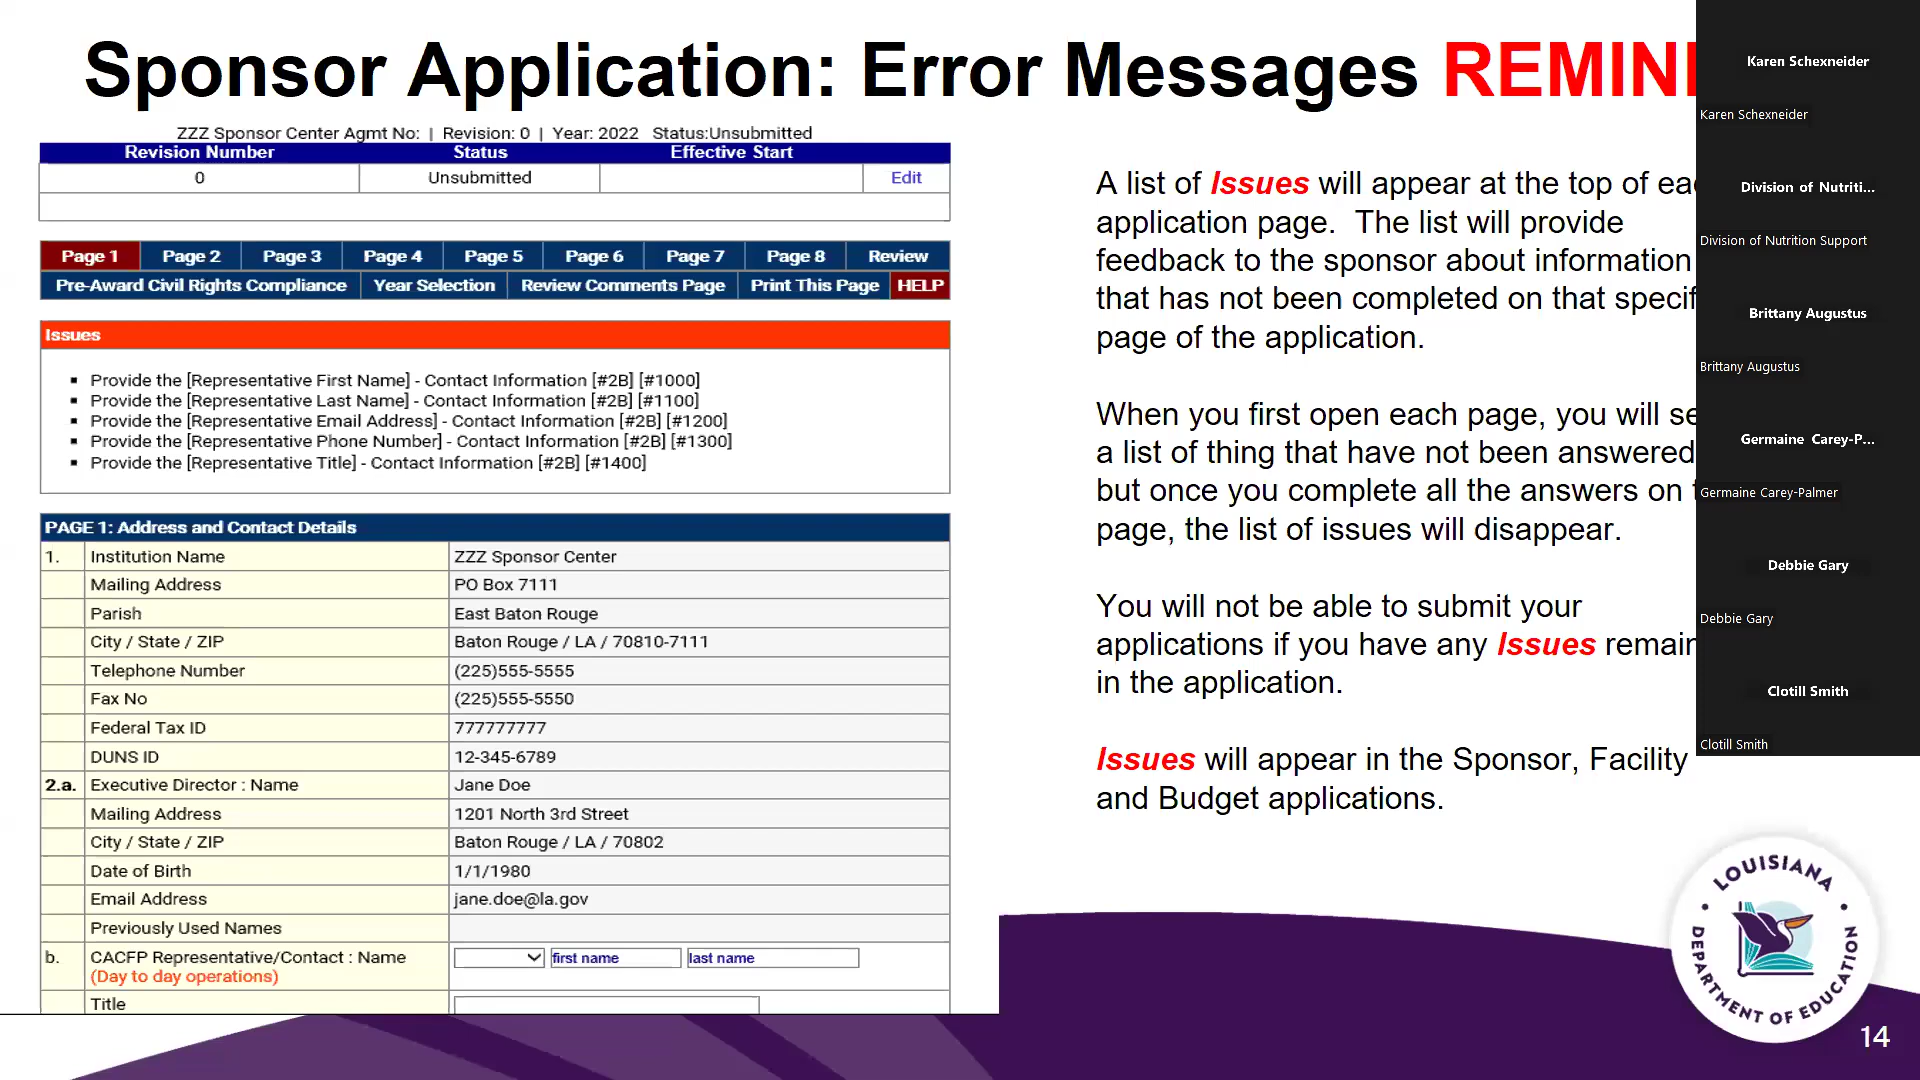 Sponsor Application: Error Messages REMIN
ZZZ Sponsor Center Agmt No: | Revision: 0 | Year: 2022 Status:Unsubmitted
Revision Number Status Effective Start
0 Unsubmitted Edit
Page 1 Page 2 Page 3 Page 4 Page 5 Page 6 Page 7 Page 8 Review
Pre-Award Civil Rights Compliance Year Selection Review Comments Page Print This Page HELP
Issues
▪ Provide the [Representative First Name] - Contact Information [#2B] [#1000]
▪ Provide the [Representative Last Name] - Contact Information [#2B] [#1100]
▪ Provide the [Representative Email Address] - Contact Information [#2B] [#1200]
▪ Provide the [Representative Phone Number] - Contact Information [#2B] [#1300]
▪ Provide the [Representative Title] - Contact Information [#2B] [#1400]
PAGE 1: Address and Contact Details
1. Institution Name ZZZ Sponsor Center
Mailing Address PO Box 7111
Parish East Baton Rouge
City / State / ZIP Baton Rouge / LA / 70810-7111
Telephone Number (225)555-5555
Fax No (225)555-5550
Federal Tax ID 777777777
DUNS ID 12-345-6789
2.a. Executive Director : Name Jane Doe
Mailing Address 1201 North 3rd Street
City / State / ZIP Baton Rouge / LA / 70802
Date of Birth 1/1/1980
Email Address jane.doe@la.gov
Previously Used Names
b. CACFP Representative/Contact : Name first name last name
(Day to day operations)
Title
A list of Issues will appear at the top of ea
application page. The list will provide
feedback to the sponsor about information
that has not been completed on that specif
page of the application.
When you first open each page, you will se
a list of thing that have not been answered
but once you complete all the answers on
page, the list of issues will disappear.
You will not be able to submit your
applications if you have any Issues remain
in the application.
Issues will appear in the Sponsor, Facility
and Budget applications.
Karen Schexneider
Karen Schexneider
Division of Nutriti...
Division of Nutrition Support
Brittany Augustus
Brittany Augustus
Germaine Carey-P...
Germaine Carey-Palmer
Debbie Gary
Debbie Gary
Clotill Smith
Clotill Smith
LOUISIANA
DEPARTMENT OF EDUCATION
14